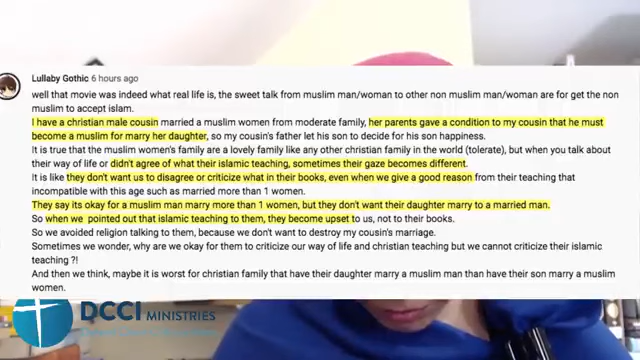 Lullaby Gothic 6 hours ago
well that movie was indeed what real life is, the sweet talk from muslim man/woman to other non muslim man/woman are for get the non
muslim to accept islam.
I have a christian male cousin married a muslim women from moderate family, her parents gave a condition to my cousin that he must
become a muslim for marry her daughter, so my cousin's father let his son to decide for his son happiness.
It is true that the muslim women's family are a lovely family like any other christian family in the world (tolerate), but when you talk about
their way of life or didn't agree of what their islamic teaching, sometimes their gaze becomes different.
It is like they don't want us to disagree or criticize what in their books, even when we give a good reason from their teaching that
incompatible with this age such as married more than 1 women.
They say its okay for a muslim man marry more than 1 women, but they don't want their daughter marry to a married man.
So when we pointed out that islamic teaching to them, they become upset to us, not to their books.
So we avoided religion talking to them, because we don't want to destroy my cousin's marriage.
Sometimes we wonder, why are we okay for them to criticize our way of life and christian teaching but we cannot criticize their islamic
teaching ?!
And then we think, maybe it is worst for christian family that have their daughter marry a muslim man than have their son marry a muslim
women.
DCCI MINISTRIES